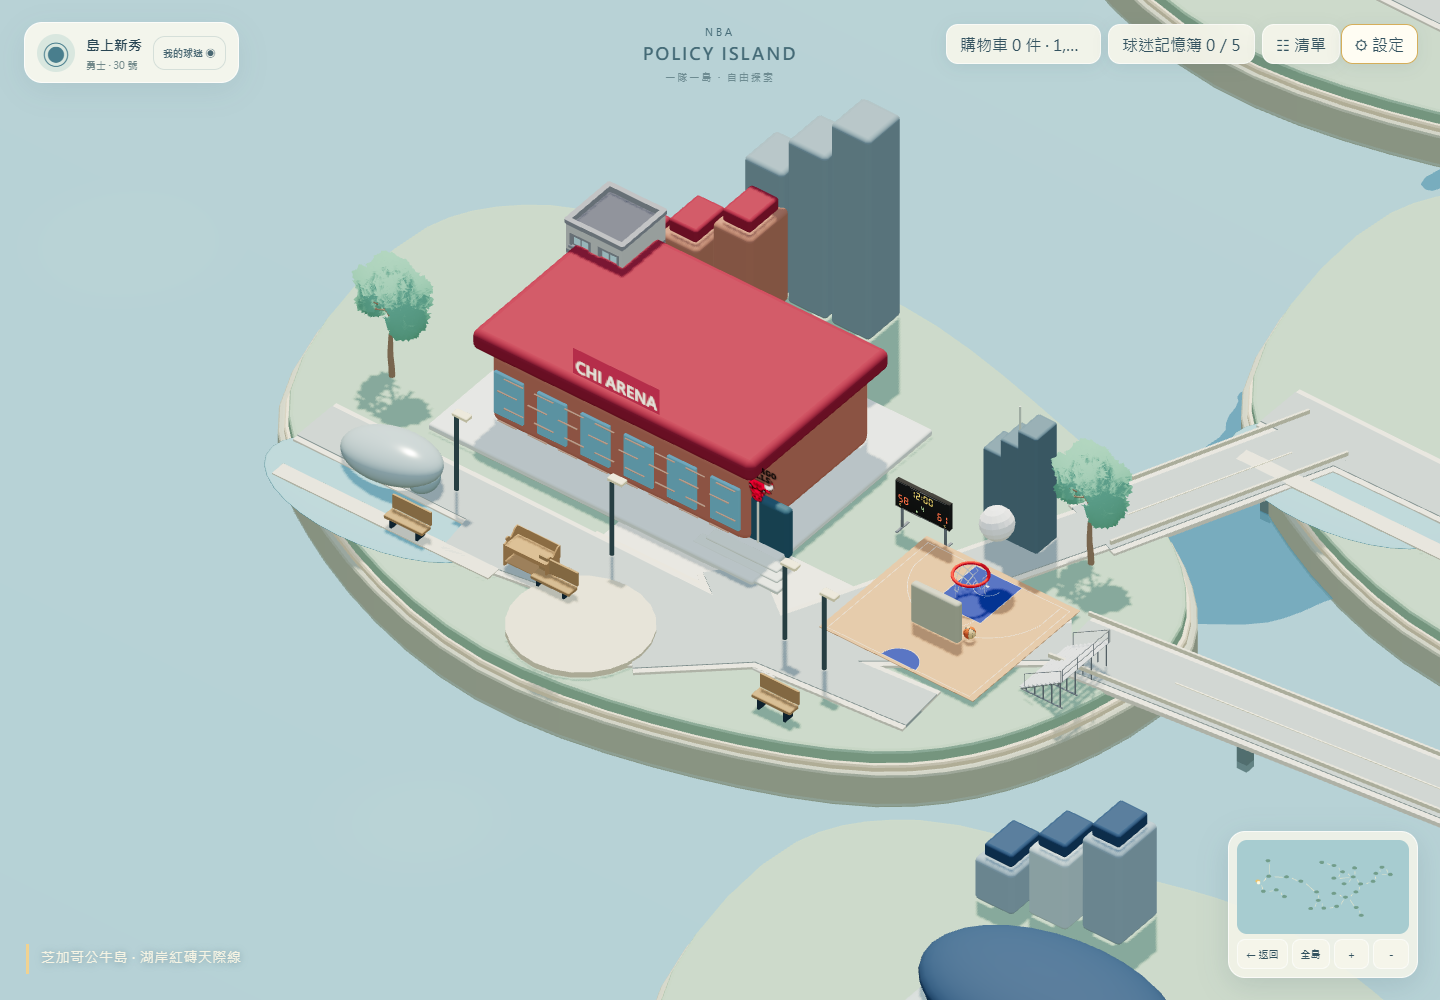 島上新秀
勇士 · 30 號
我的球迷 ◉
NBA
POLICY ISLAND
一隊一島 · 自由探索
購物車 0 件 · 1,...
球迷記憶簿 0 / 5
☷ 清單
⚙ 設定
CHI ARENA
12:00
58
4
61
芝加哥公牛島 · 湖岸紅磚天際線
← 返回
全島
+
-